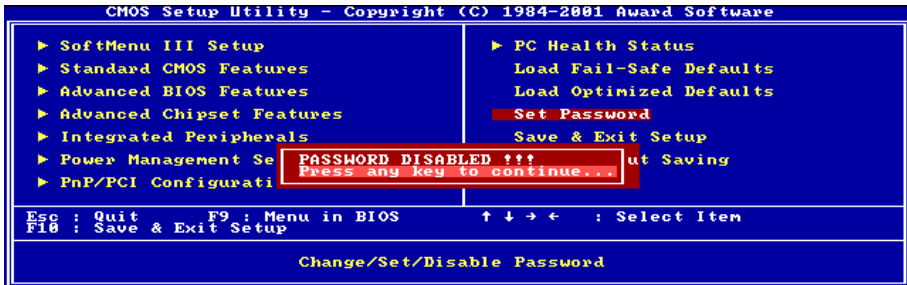 CMOS Setup Utility - Copyright (C) 1984-2001 Award Software
► SoftMenu III Setup
► Standard CMOS Features
► Advanced BIOS Features
► Advanced Chipset Features
► Integrated Peripherals
► Power Management Se
► PnP/PCI Configurati
► PC Health Status
Load Fail-Safe Defaults
Load Optimized Defaults
Set Password
Save & Exit Setup
ut Saving
PASSWORD DISABLED !!!
Press any key to continue...
Esc : Quit F9 : Menu in BIOS ↑ ↓ → ← : Select Item
F10 : Save & Exit Setup
Change/Set/Disable Password